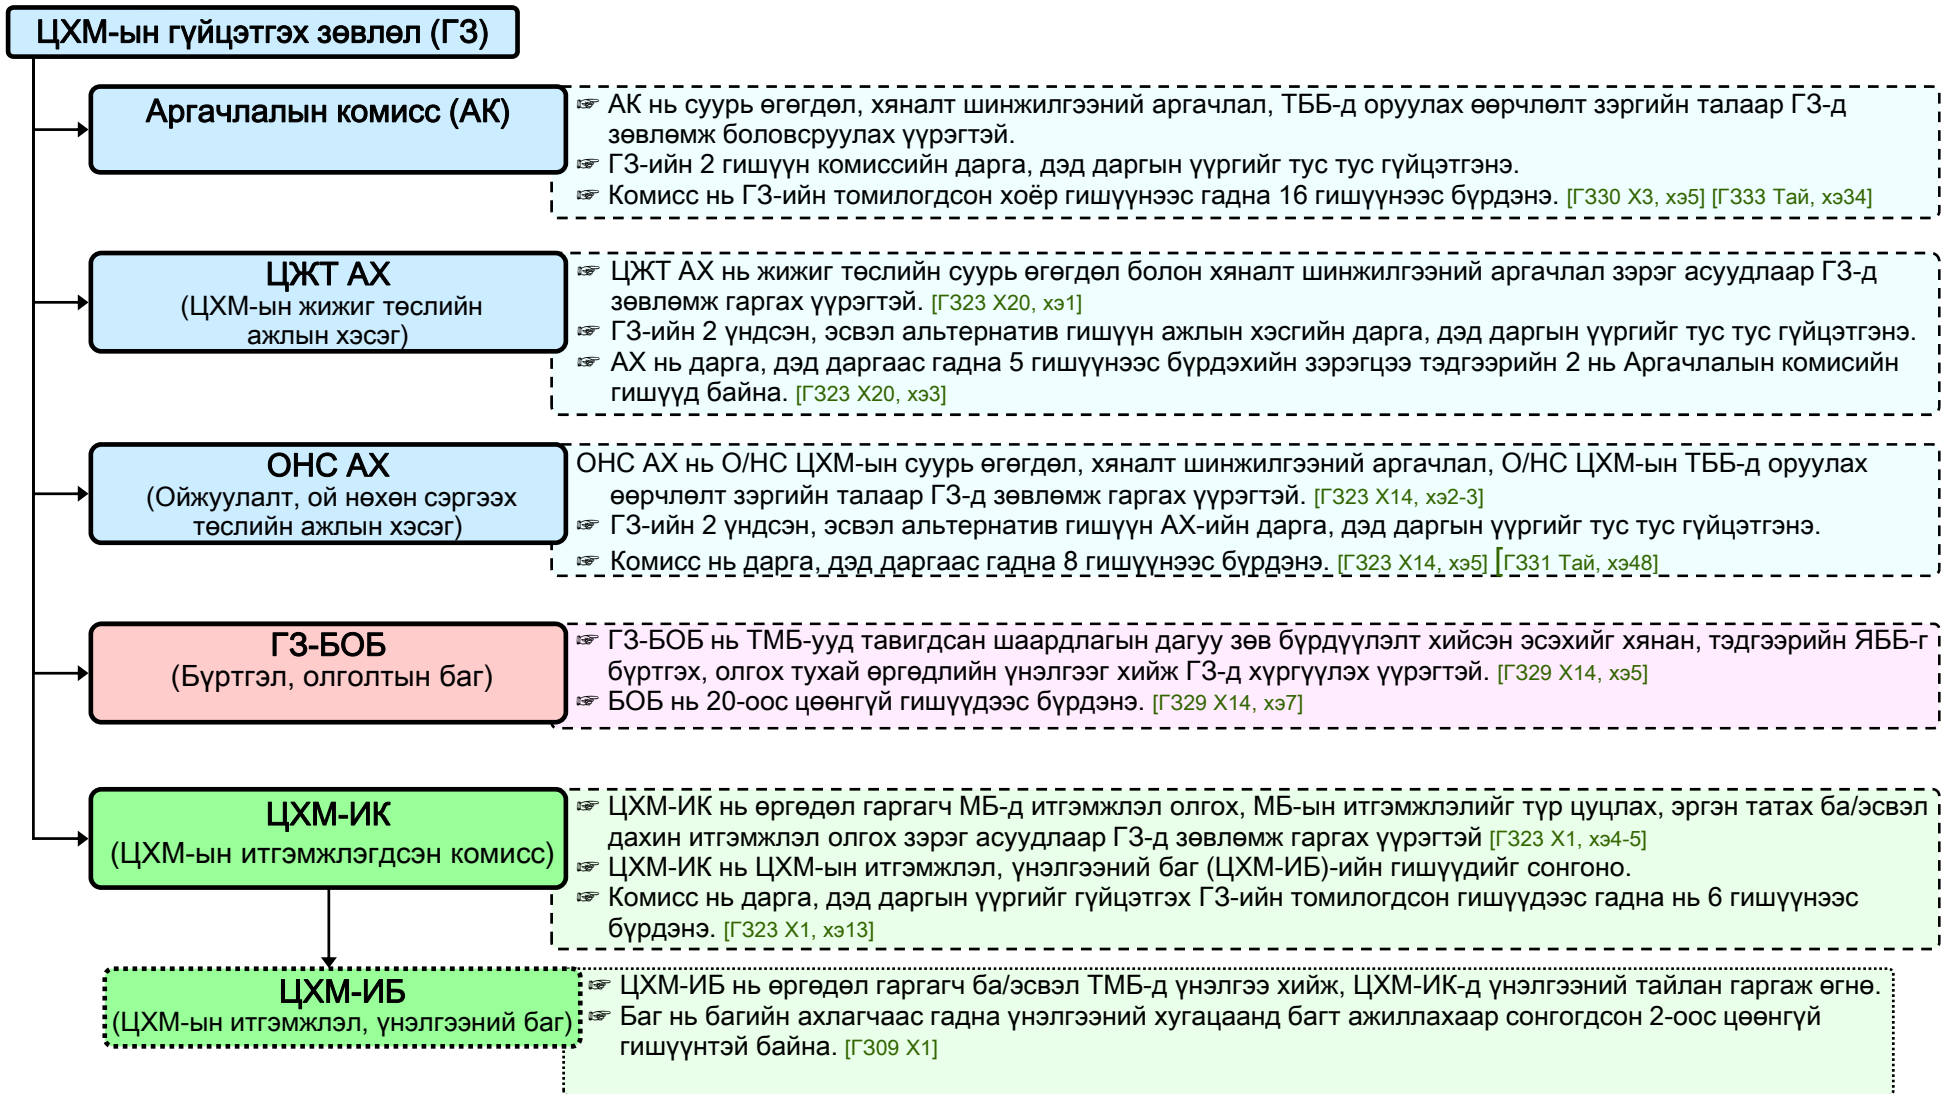 ЦХМ-ын гүйцэтгэх зөвлөл (ГЗ)
Аргачлалын комисс (АК)
☞ АК нь суурь өгөгдөл, хяналт шинжилгээний аргачлал, ТББ-д оруулах өөрчлөлт зэргийн талаар ГЗ-д
зөвлөмж боловсруулах үүрэгтэй.
☞ ГЗ-ийн 2 гишүүн комиссийн дарга, дэд даргын үүргийг тус тус гүйцэтгэнэ.
☞ Комисс нь ГЗ-ийн томилогдсон хоёр гишүүнээс гадна 16 гишүүнээс бүрдэнэ. [ГЗ30 Х3, хэ5] [ГЗ33 Тай, хэ34]
ЦЖТ АХ
(ЦХМ-ын жижиг төслийн
ажлын хэсэг)
☞ ЦЖТ АХ нь жижиг төслийн суурь өгөгдөл болон хяналт шинжилгээний аргачлал зэрэг асуудлаар ГЗ-д
зөвлөмж гаргах үүрэгтэй. [ГЗ23 Х20, хэ1]
☞ ГЗ-ийн 2 үндсэн, эсвэл альтернатив гишүүн ажлын хэсгийн дарга, дэд даргын үүргийг тус тус гүйцэтгэнэ.
☞ АХ нь дарга, дэд даргаас гадна 5 гишүүнээс бүрдэхийн зэрэгцээ тэдгээрийн 2 нь Аргачлалын комисийн
гишүүд байна. [ГЗ23 Х20, хэ3]
ОНС АХ
(Ойжуулалт, ой нөхөн сэргээх
төслийн ажлын хэсэг)
ОНС АХ нь О/НС ЦХМ-ын суурь өгөгдөл, хяналт шинжилгээний аргачлал, О/НС ЦХМ-ын ТББ-д оруулах
өөрчлөлт зэргийн талаар ГЗ-д зөвлөмж гаргах үүрэгтэй. [ГЗ23 Х14, хэ2-3]
☞ ГЗ-ийн 2 үндсэн, эсвэл альтернатив гишүүн АХ-ийн дарга, дэд даргын үүргийг тус тус гүйцэтгэнэ.
☞ Комисс нь дарга, дэд даргаас гадна 8 гишүүнээс бүрдэнэ. [ГЗ23 Х14, хэ5] [ГЗ31 Тай, хэ48]
ГЗ-БОБ
(Бүртгэл, олголтын баг)
☞ ГЗ-БОБ нь ТМБ-ууд тавигдсан шаардлагын дагуу зөв бүрдүүлэлт хийсэн эсэхийг хянан, тэдгээрийн ЯББ-г
бүртгэх, олгох тухай өргөдлийн үнэлгээг хийж ГЗ-д хүргүүлэх үүрэгтэй. [ГЗ29 Х14, хэ5]
☞ БОБ нь 20-оос цөөнгүй гишүүдээс бүрдэнэ. [ГЗ29 Х14, хэ7]
ЦХМ-ИК
(ЦХМ-ын итгэмжлэгдсэн комисс)
☞ ЦХМ-ИК нь өргөдөл гаргагч МБ-д итгэмжлэл олгох, МБ-ын итгэмжлэлийг түр цуцлах, эргэн татах ба/эсвэл
дахин итгэмжлэл олгох зэрэг асуудлаар ГЗ-д зөвлөмж гаргах үүрэгтэй [ГЗ23 Х1, хэ4-5]
☞ ЦХМ-ИК нь ЦХМ-ын итгэмжлэл, үнэлгээний баг (ЦХМ-ИБ)-ийн гишүүдийг сонгоно.
☞ Комисс нь дарга, дэд даргын үүргийг гүйцэтгэх ГЗ-ийн томилогдсон гишүүдээс гадна нь 6 гишүүнээс
бүрдэнэ. [ГЗ23 Х1, хэ13]
ЦХМ-ИБ
(ЦХМ-ын итгэмжлэл, үнэлгээний баг)
☞ ЦХМ-ИБ нь өргөдөл гаргагч ба/эсвэл ТМБ-д үнэлгээ хийж, ЦХМ-ИК-д үнэлгээний тайлан гаргаж өгнө.
☞ Баг нь багийн ахлагчаас гадна үнэлгээний хугацаанд багт ажиллахаар сонгогдсон 2-оос цөөнгүй
гишүүнтэй байна. [ГЗ09 Х1]